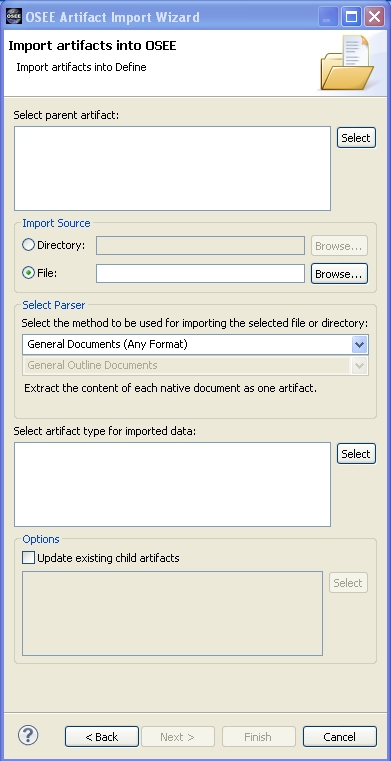 OSEE Artifact Import Wizard
Import artifacts into OSEE
Import artifacts into Define
Select parent artifact:
Select
Import Source
Directory:
Browse...
File:
Browse...
Select Parser
Select the method to be used for importing the selected file or directory:
General Documents (Any Format)
General Outline Documents
Extract the content of each native document as one artifact.
Select artifact type for imported data:
Select
Options
Update existing child artifacts
Select
? < Back Next > Finish Cancel